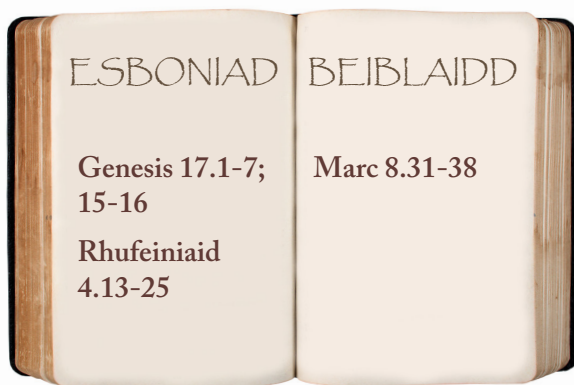 ESBONIAD BEIBLAIDD
Genesis 17.1-7;
15-16
Rhufeiniaid
4.13-25
Marc 8.31-38